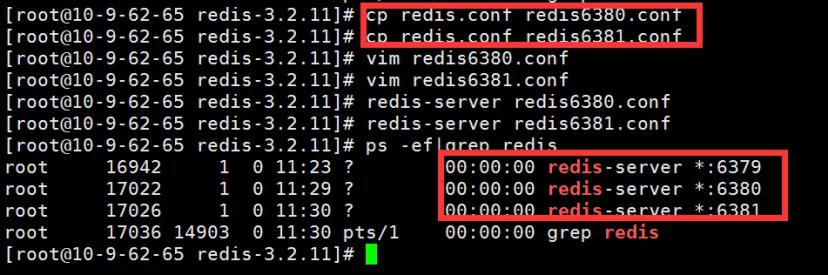 [root@10-9-62-65 redis-3.2.11]# cp redis.conf redis6380.conf
[root@10-9-62-65 redis-3.2.11]# cp redis.conf redis6381.conf
[root@10-9-62-65 redis-3.2.11]# vim redis6380.conf
[root@10-9-62-65 redis-3.2.11]# vim redis6381.conf
[root@10-9-62-65 redis-3.2.11]# redis-server redis6380.conf
[root@10-9-62-65 redis-3.2.11]# redis-server redis6381.conf
[root@10-9-62-65 redis-3.2.11]# ps -ef|grep redis
root     16942     1  0 11:23 ?        00:00:00 redis-server *:6379
root     17022     1  0 11:29 ?        00:00:00 redis-server *:6380
root     17026     1  0 11:30 ?        00:00:00 redis-server *:6381
root     17036 14903  0 11:30 pts/1    00:00:00 grep redis
[root@10-9-62-65 redis-3.2.11]#